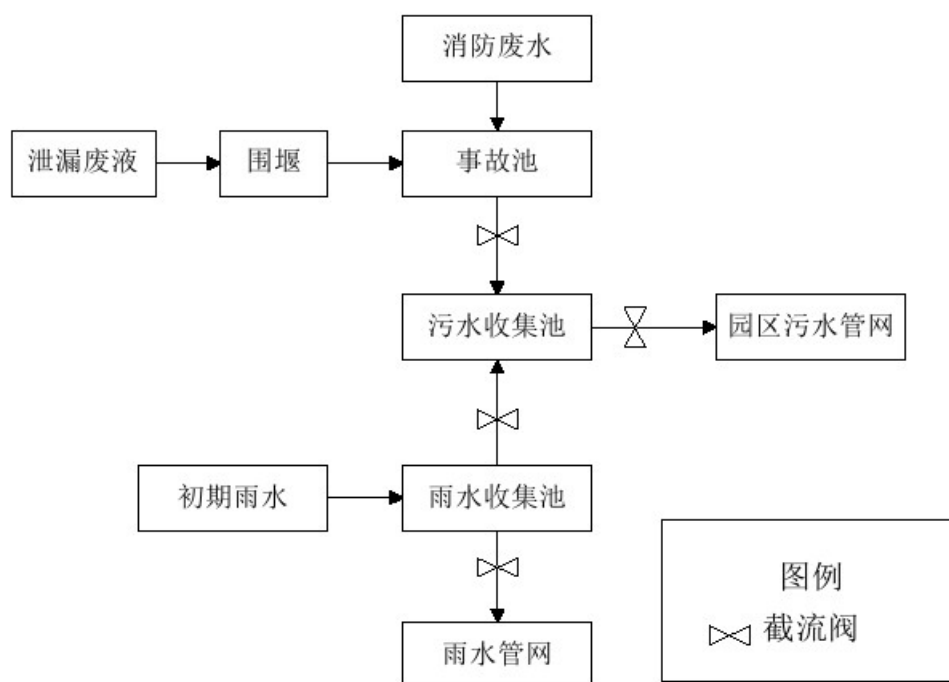 消防废水
泄漏废液
围堰
事故池
污水收集池
园区污水管网
初期雨水
雨水收集池
图例
截流阀
雨水管网